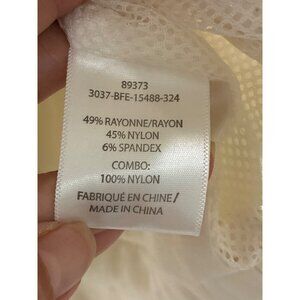 89373
3037-BFE-15488-324
49% RAYONNE/RAYON
45% NYLON
6% SPANDEX
COMBO:
100% NYLON
FABRIQUÉ EN CHINE/
MADE IN CHINA